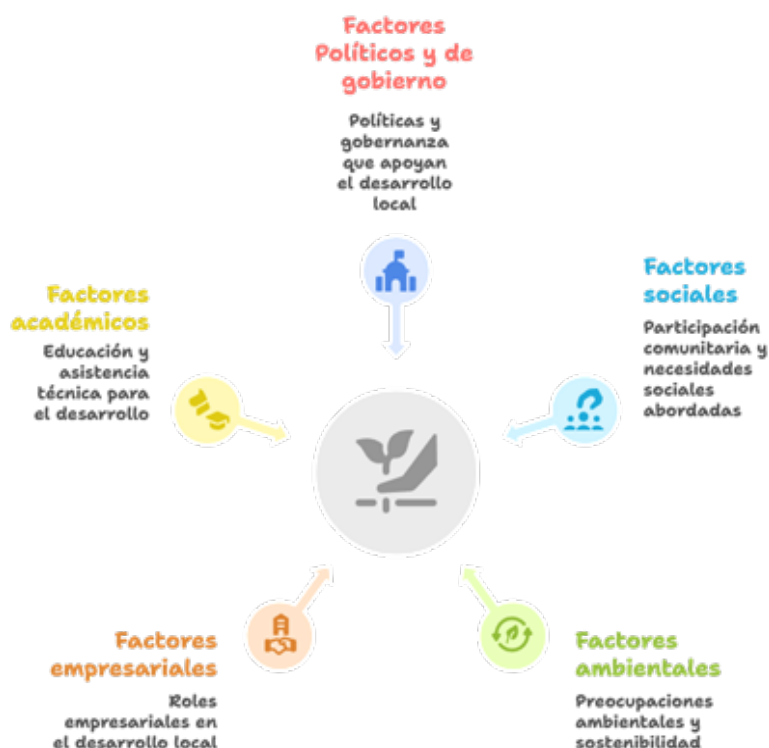 Factores
Políticos y de
gobierno
Políticas y
gobernanza
que apoyan
el desarrollo
local
Factores
académicos
Educación y
asistencia
técnica para
el desarrollo
Factores
sociales
Participación
comunitaria y
necesidades
sociales
abordadas
Factores
empresariales
Roles
empresariales en
el desarrollo local
Factores
ambientales
Preocupaciones
ambientales y
sostenibilidad